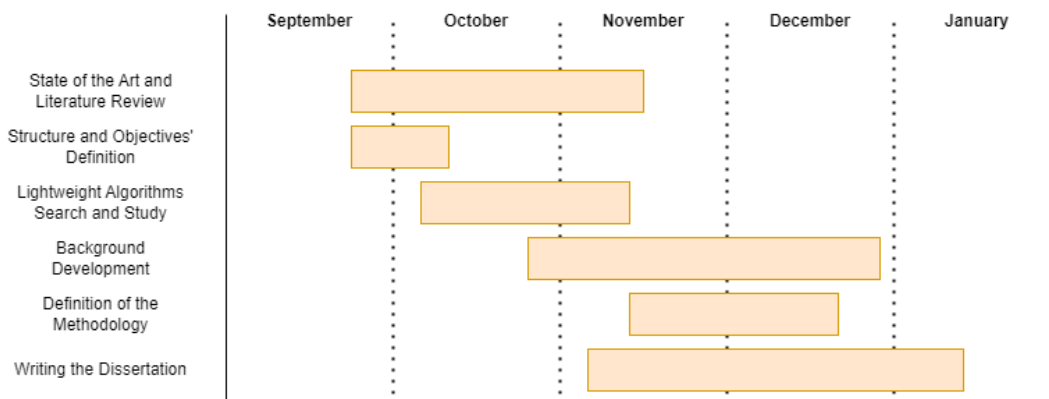 September October November December January
State of the Art and
Literature Review
Structure and Objectives'
Definition
Lightweight Algorithms
Search and Study
Background
Development
Definition of the
Methodology
Writing the Dissertation